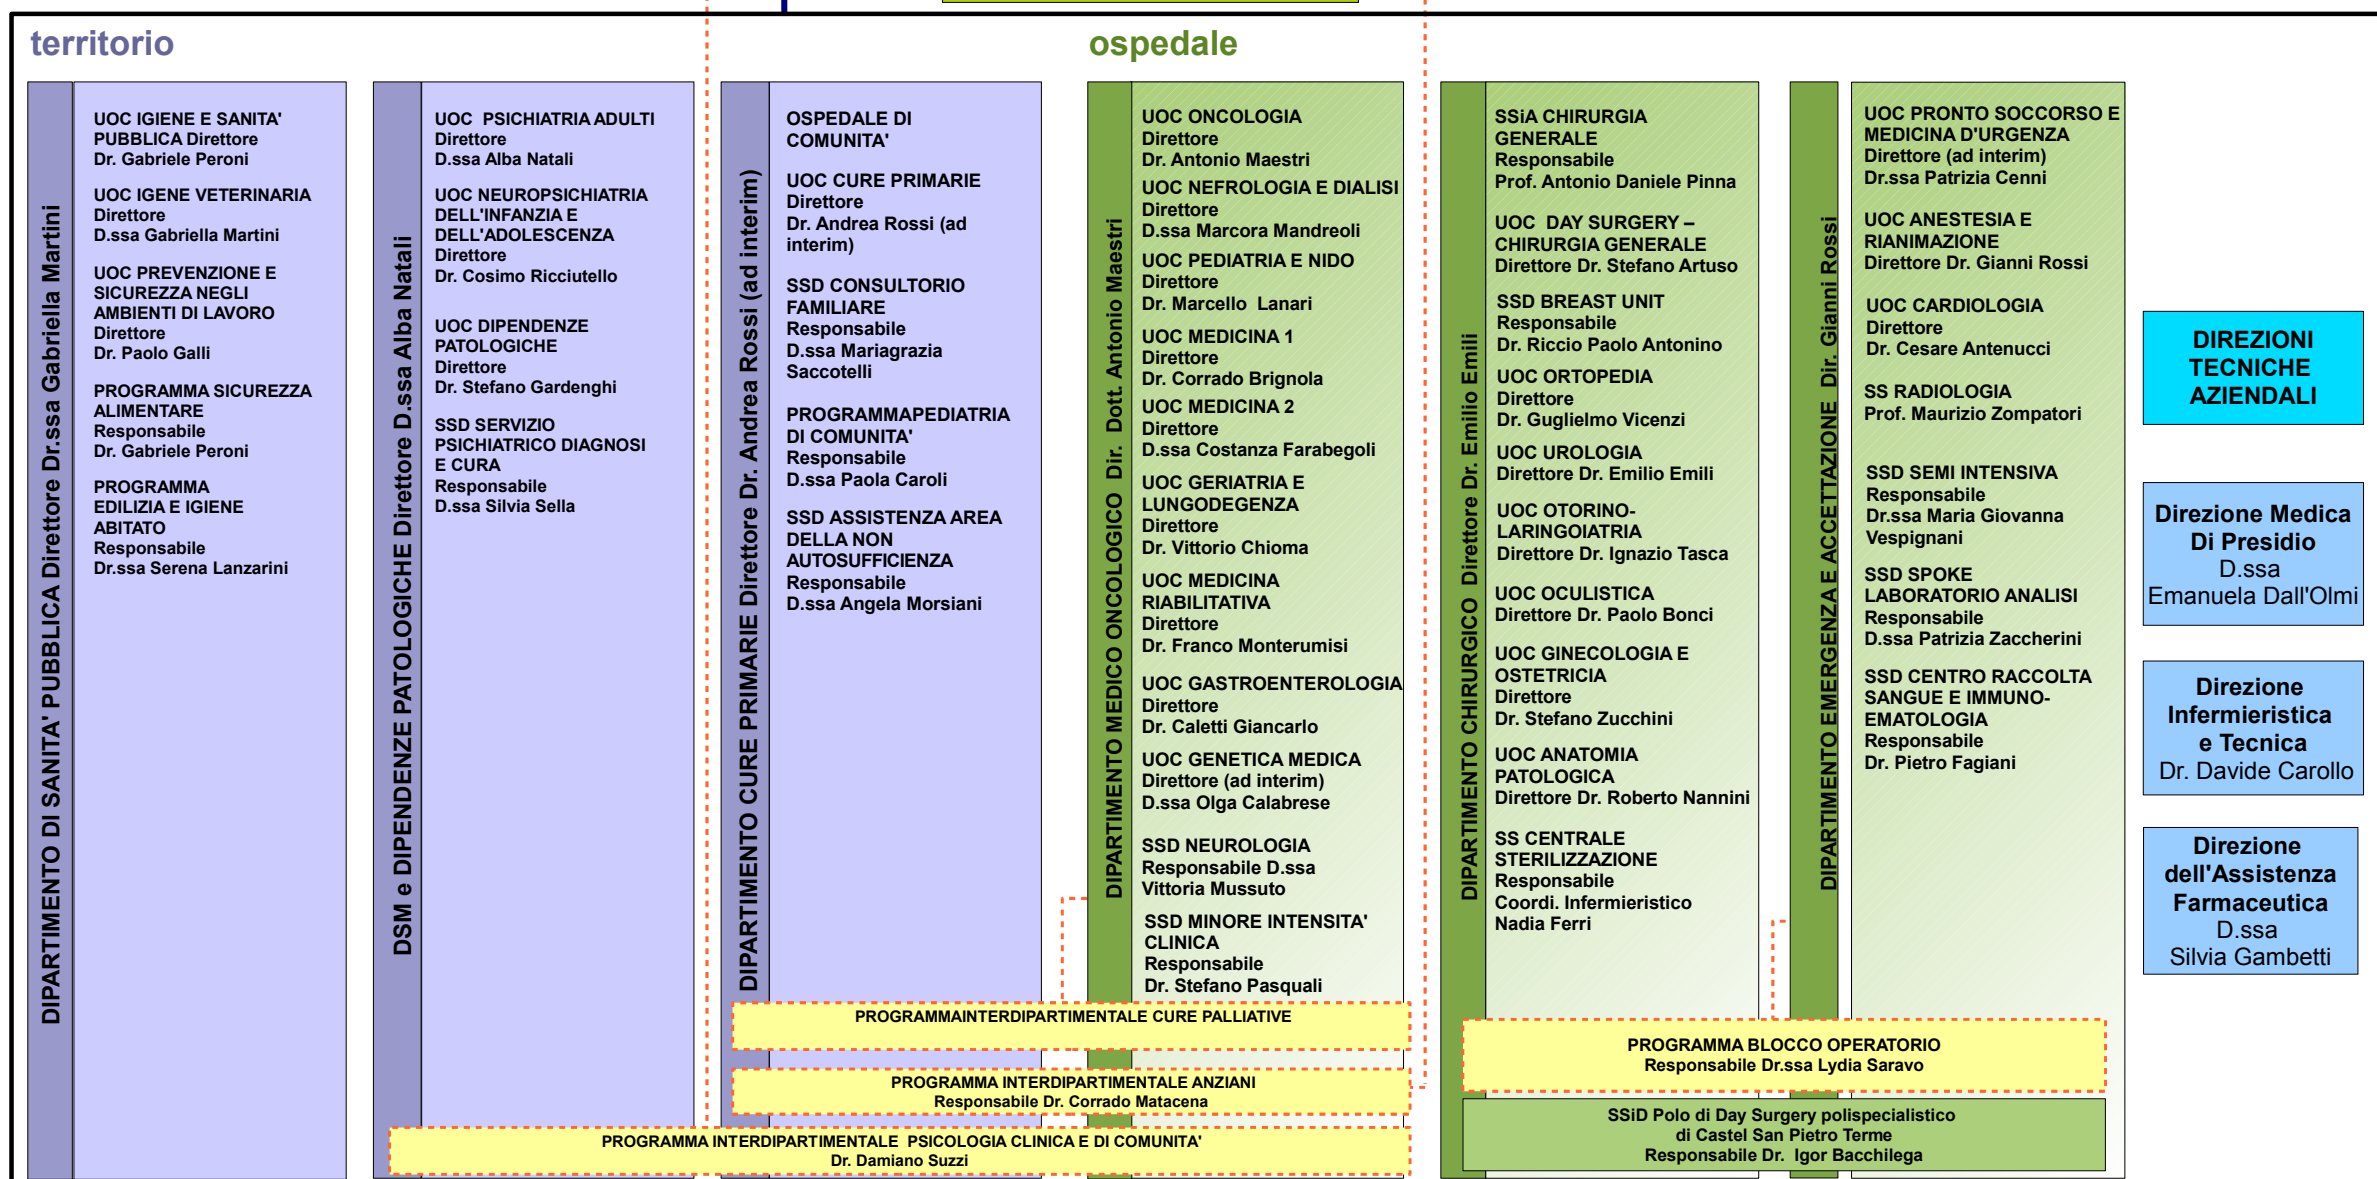 territorio
ospedale
DIPARTIMENTO DI SANITA' PUBBLICA Direttore Dr.ssa Gabriella Martini
UOC IGIENE E SANITA'
PUBBLICA Direttore
Dr. Gabriele Peroni
UOC IGENE VETERINARIA
Direttore
D.ssa Gabriella Martini
UOC PREVENZIONE E
SICUREZZA NEGLI
AMBIENTI DI LAVORO
Direttore
Dr. Paolo Galli
PROGRAMMA SICUREZZA
ALIMENTARE
Responsabile
Dr. Gabriele Peroni
PROGRAMMA
EDILIZIA E IGIENE
ABITATO
Responsabile
Dr.ssa Serena Lanzarini
DSM e DIPENDENZE PATOLOGICHE Direttore D.ssa Alba Natali
UOC PSICHIATRIA ADULTI
Direttore
D.ssa Alba Natali
UOC NEUROPSICHIATRIA
DELL'INFANZIA E
DELL'ADOLESCENZA
Direttore
Dr. Cosimo Ricciutello
UOC DIPENDENZE
PATOLOGICHE
Direttore
Dr. Stefano Gardenghi
SSD SERVIZIO
PSICHIATRICO DIAGNOSI
E CURA
Responsabile
D.ssa Silvia Sella
DIPARTIMENTO CURE PRIMARIE Direttore Dr. Andrea Rossi (ad interim)
OSPEDALE DI
COMUNITA'
UOC CURE PRIMARIE
Direttore
Dr. Andrea Rossi (ad
interim)
SSD CONSULTORIO
FAMILIARE
Responsabile
D.ssa Mariagrazia
Saccotelli
PROGRAMMAPEDIATRIA
DI COMUNITA'
Responsabile
D.ssa Paola Caroli
SSD ASSISTENZA AREA
DELLA NON
AUTOSUFFICIENZA
Responsabile
D.ssa Angela Morsiani
DIPARTIMENTO MEDICO ONCOLOGICO Dir. Dott. Antonio Maestri
UOC ONCOLOGIA
Direttore
Dr. Antonio Maestri
UOC NEFROLOGIA E DIALISI
Direttore
D.ssa Marcora Mandreoli
UOC PEDIATRIA E NIDO
Direttore
Dr. Marcello Lanari
UOC MEDICINA 1
Direttore
Dr. Corrado Brignola
UOC MEDICINA 2
Direttore
D.ssa Costanza Farabegoli
UOC GERIATRIA E
LUNGODEGENZA
Direttore
Dr. Vittorio Chioma
UOC MEDICINA
RIABILITATIVA
Direttore
Dr. Franco Monterumisi
UOC GASTROENTEROLOGIA
Direttore
Dr. Caletti Giancarlo
UOC GENETICA MEDICA
Direttore (ad interim)
D.ssa Olga Calabrese
SSD NEUROLOGIA
Responsabile D.ssa
Vittoria Mussuto
SSD MINORE INTENSITA'
CLINICA
Responsabile
Dr. Stefano Pasquali
DIPARTIMENTO CHIRURGICO Direttore Dr. Emilio Emili
SSiA CHIRURGIA
GENERALE
Responsabile
Prof. Antonio Daniele Pinna
UOC DAY SURGERY –
CHIRURGIA GENERALE
Direttore Dr. Stefano Artuso
SSD BREAST UNIT
Responsabile
Dr. Riccio Paolo Antonino
UOC ORTOPEDIA
Direttore
Dr. Guglielmo Vicenzi
UOC UROLOGIA
Direttore Dr. Emilio Emili
UOC OTORINO-
LARINGOIATRIA
Direttore Dr. Ignazio Tasca
UOC OCULISTICA
Direttore Dr. Paolo Bonci
UOC GINECOLOGIA E
OSTETRICIA
Direttore
Dr. Stefano Zucchini
UOC ANATOMIA
PATOLOGICA
Direttore Dr. Roberto Nannini
SS CENTRALE
STERILIZZAZIONE
Responsabile
Coordi. Infermieristico
Nadia Ferri
DIPARTIMENTO EMERGENZA E ACCETTAZIONE Dir. Gianni Rossi
UOC PRONTO SOCCORSO E
MEDICINA D'URGENZA
Direttore (ad interim)
Dr.ssa Patrizia Cenni
UOC ANESTESIA E
RIANIMAZIONE
Direttore Dr. Gianni Rossi
UOC CARDIOLOGIA
Direttore
Dr. Cesare Antenucci
SS RADIOLOGIA
Prof. Maurizio Zompatori
SSD SEMI INTENSIVA
Responsabile
Dr.ssa Maria Giovanna
Vespignani
SSD SPOKE
LABORATORIO ANALISI
Responsabile
D.ssa Patrizia Zaccherini
SSD CENTRO RACCOLTA
SANGUE E IMMUNO-
EMATOLOGIA
Responsabile
Dr. Pietro Fagiani
DIREZIONI
TECNICHE
AZIENDALI
Direzione Medica
Di Presidio
D.ssa
Emanuela Dall'Olmi
Direzione
Infermieristica
e Tecnica
Dr. Davide Carollo
Direzione
dell'Assistenza
Farmaceutica
D.ssa
Silvia Gambetti
PROGRAMMAINTERDIPARTIMENTALE CURE PALLIATIVE
PROGRAMMA INTERDIPARTIMENTALE ANZIANI
Responsabile Dr. Corrado Matacena
PROGRAMMA INTERDIPARTIMENTALE PSICOLOGIA CLINICA E DI COMUNITA'
Dr. Damiano Suzzi
PROGRAMMA BLOCCO OPERATORIO
Responsabile Dr.ssa Lydia Saravo
SSiD Polo di Day Surgery polispecialistico
di Castel San Pietro Terme
Responsabile Dr. Igor Bacchilega